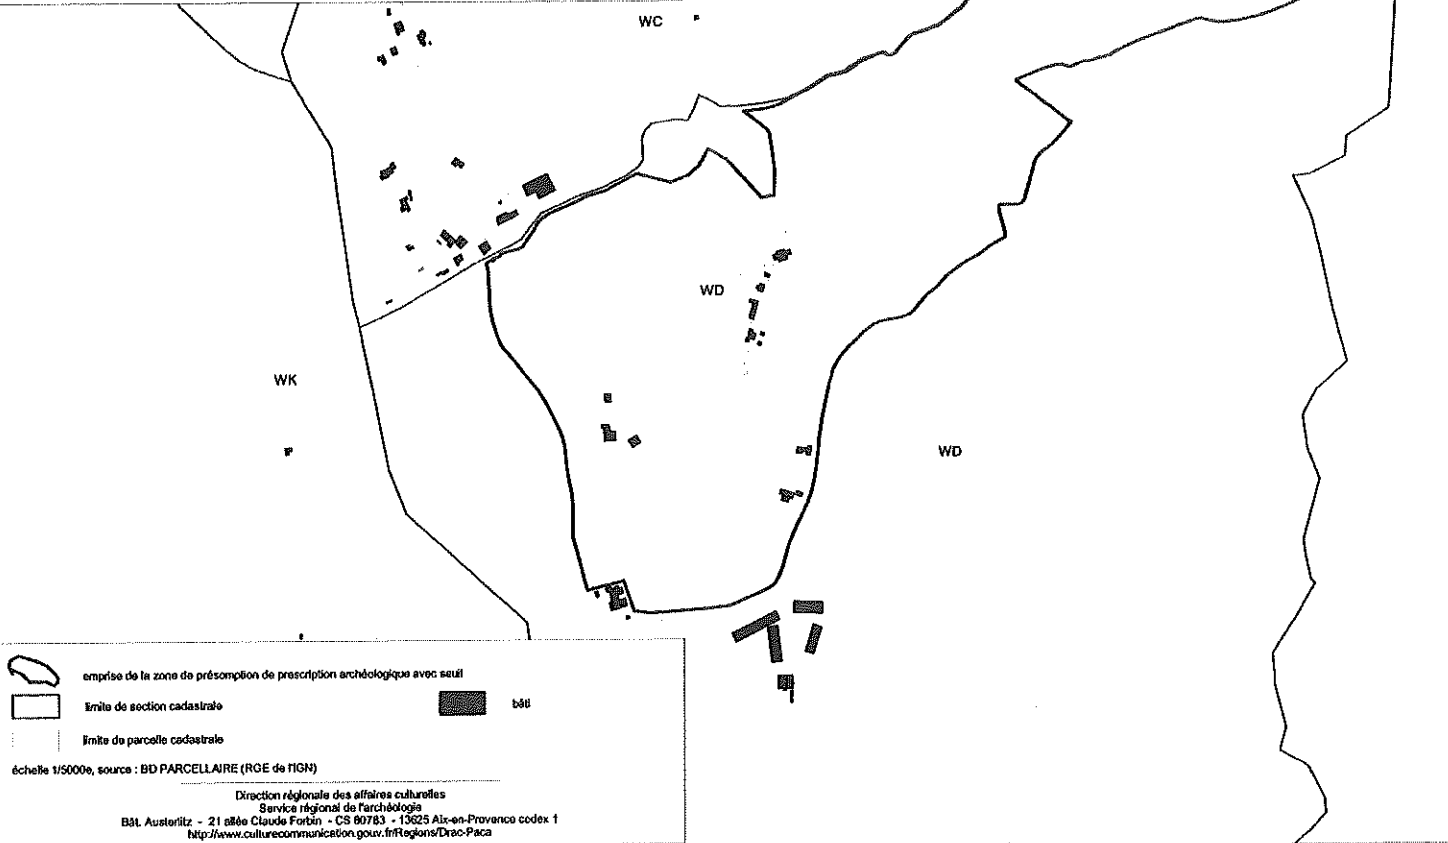 WC
WD
WK
WD
emprise de la zone de présomption de prescription archéologique avec seuil
limite de section cadastrale
bâti
limite de parcelle cadastrale
échelle 1/5000e, source : BD PARCELLAIRE (RGE de l'IGN)
Direction régionale des affaires culturelles
Service régional de l'archéologie
Bât. Austerlitz - 21 allée Claude Forbin - CS 80783 - 13625 Aix-en-Provence cedex 1
http://www.culturecommunication.gouv.fr/Regions/Drac-Paca